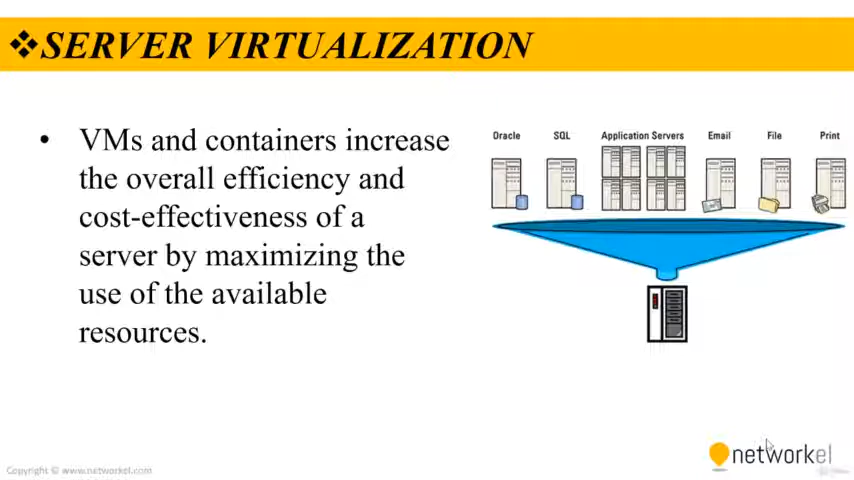 ❖SERVER VIRTUALIZATION
• VMs and containers increase
the overall efficiency and
cost-effectiveness of a
server by maximizing the
use of the available
resources.
Oracle SQL Application Servers Email File Print
networkel
Copyright © www.networkel.com